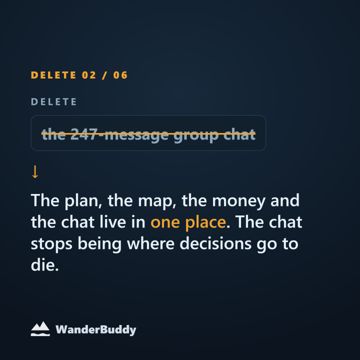 DELETE 02 / 06
DELETE
the 247-message group chat
↓
The plan, the map, the money and
the chat live in one place. The chat
stops being where decisions go to
die.
WanderBuddy